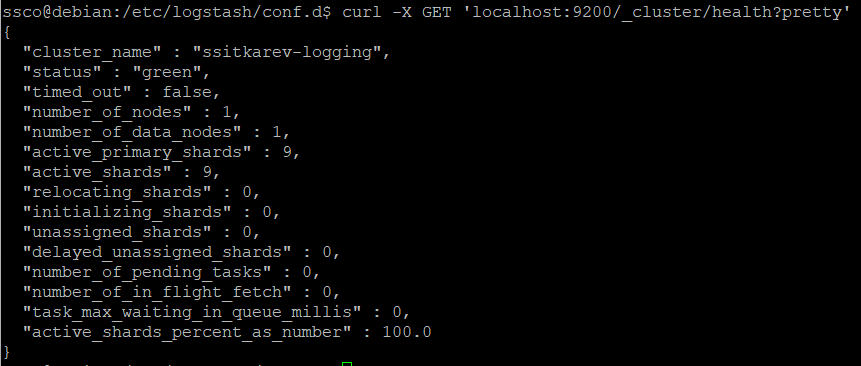 ssco@debian:/etc/logstash/conf.d$ curl -X GET 'localhost:9200/_cluster/health?pretty'
{
  "cluster_name" : "ssitkarev-logging",
  "status" : "green",
  "timed_out" : false,
  "number_of_nodes" : 1,
  "number_of_data_nodes" : 1,
  "active_primary_shards" : 9,
  "active_shards" : 9,
  "relocating_shards" : 0,
  "initializing_shards" : 0,
  "unassigned_shards" : 0,
  "delayed_unassigned_shards" : 0,
  "number_of_pending_tasks" : 0,
  "number_of_in_flight_fetch" : 0,
  "task_max_waiting_in_queue_millis" : 0,
  "active_shards_percent_as_number" : 100.0
}